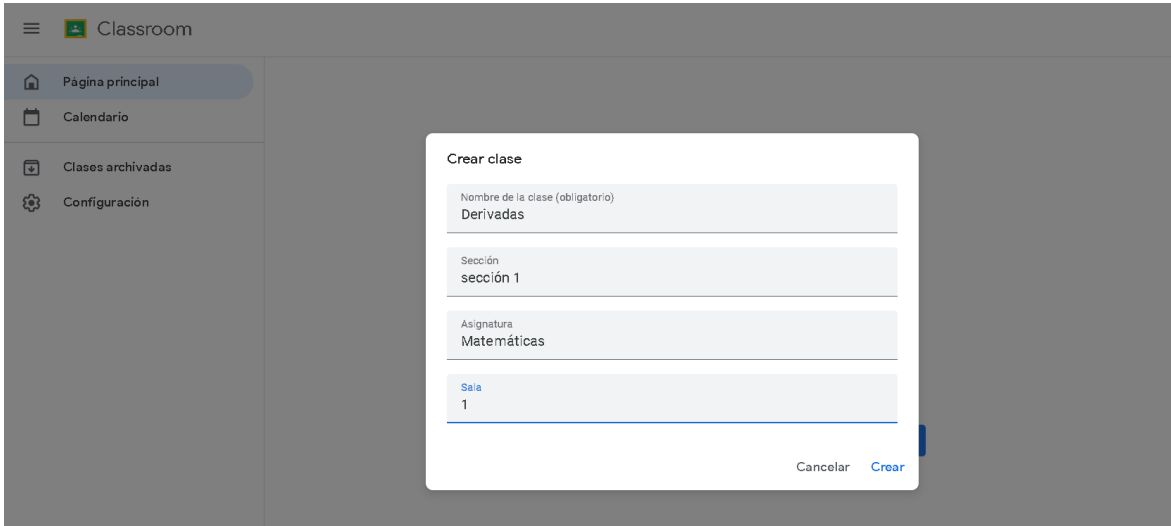 Classroom
Página principal
Calendario
Clases archivadas
Configuración
Crear clase
Nombre de la clase (obligatorio)
Derivadas
Sección
sección 1
Asignatura
Matemáticas
Sala
1
Cancelar Crear